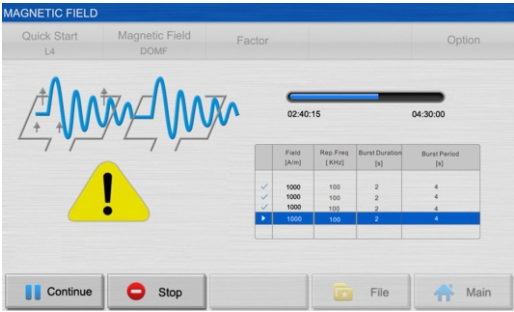 MAGNETIC FIELD
Quick Start Magnetic Field Factor Option
L4 DOMF
02:40:15 04:30:00
Field Rep.Freq Burst Duration Burst Period
[A/m] [KHz] [s] [s]
1000 100 2 4
1000 100 2 4
1000 100 2 4
1000 100 2 4
Continue Stop File Main